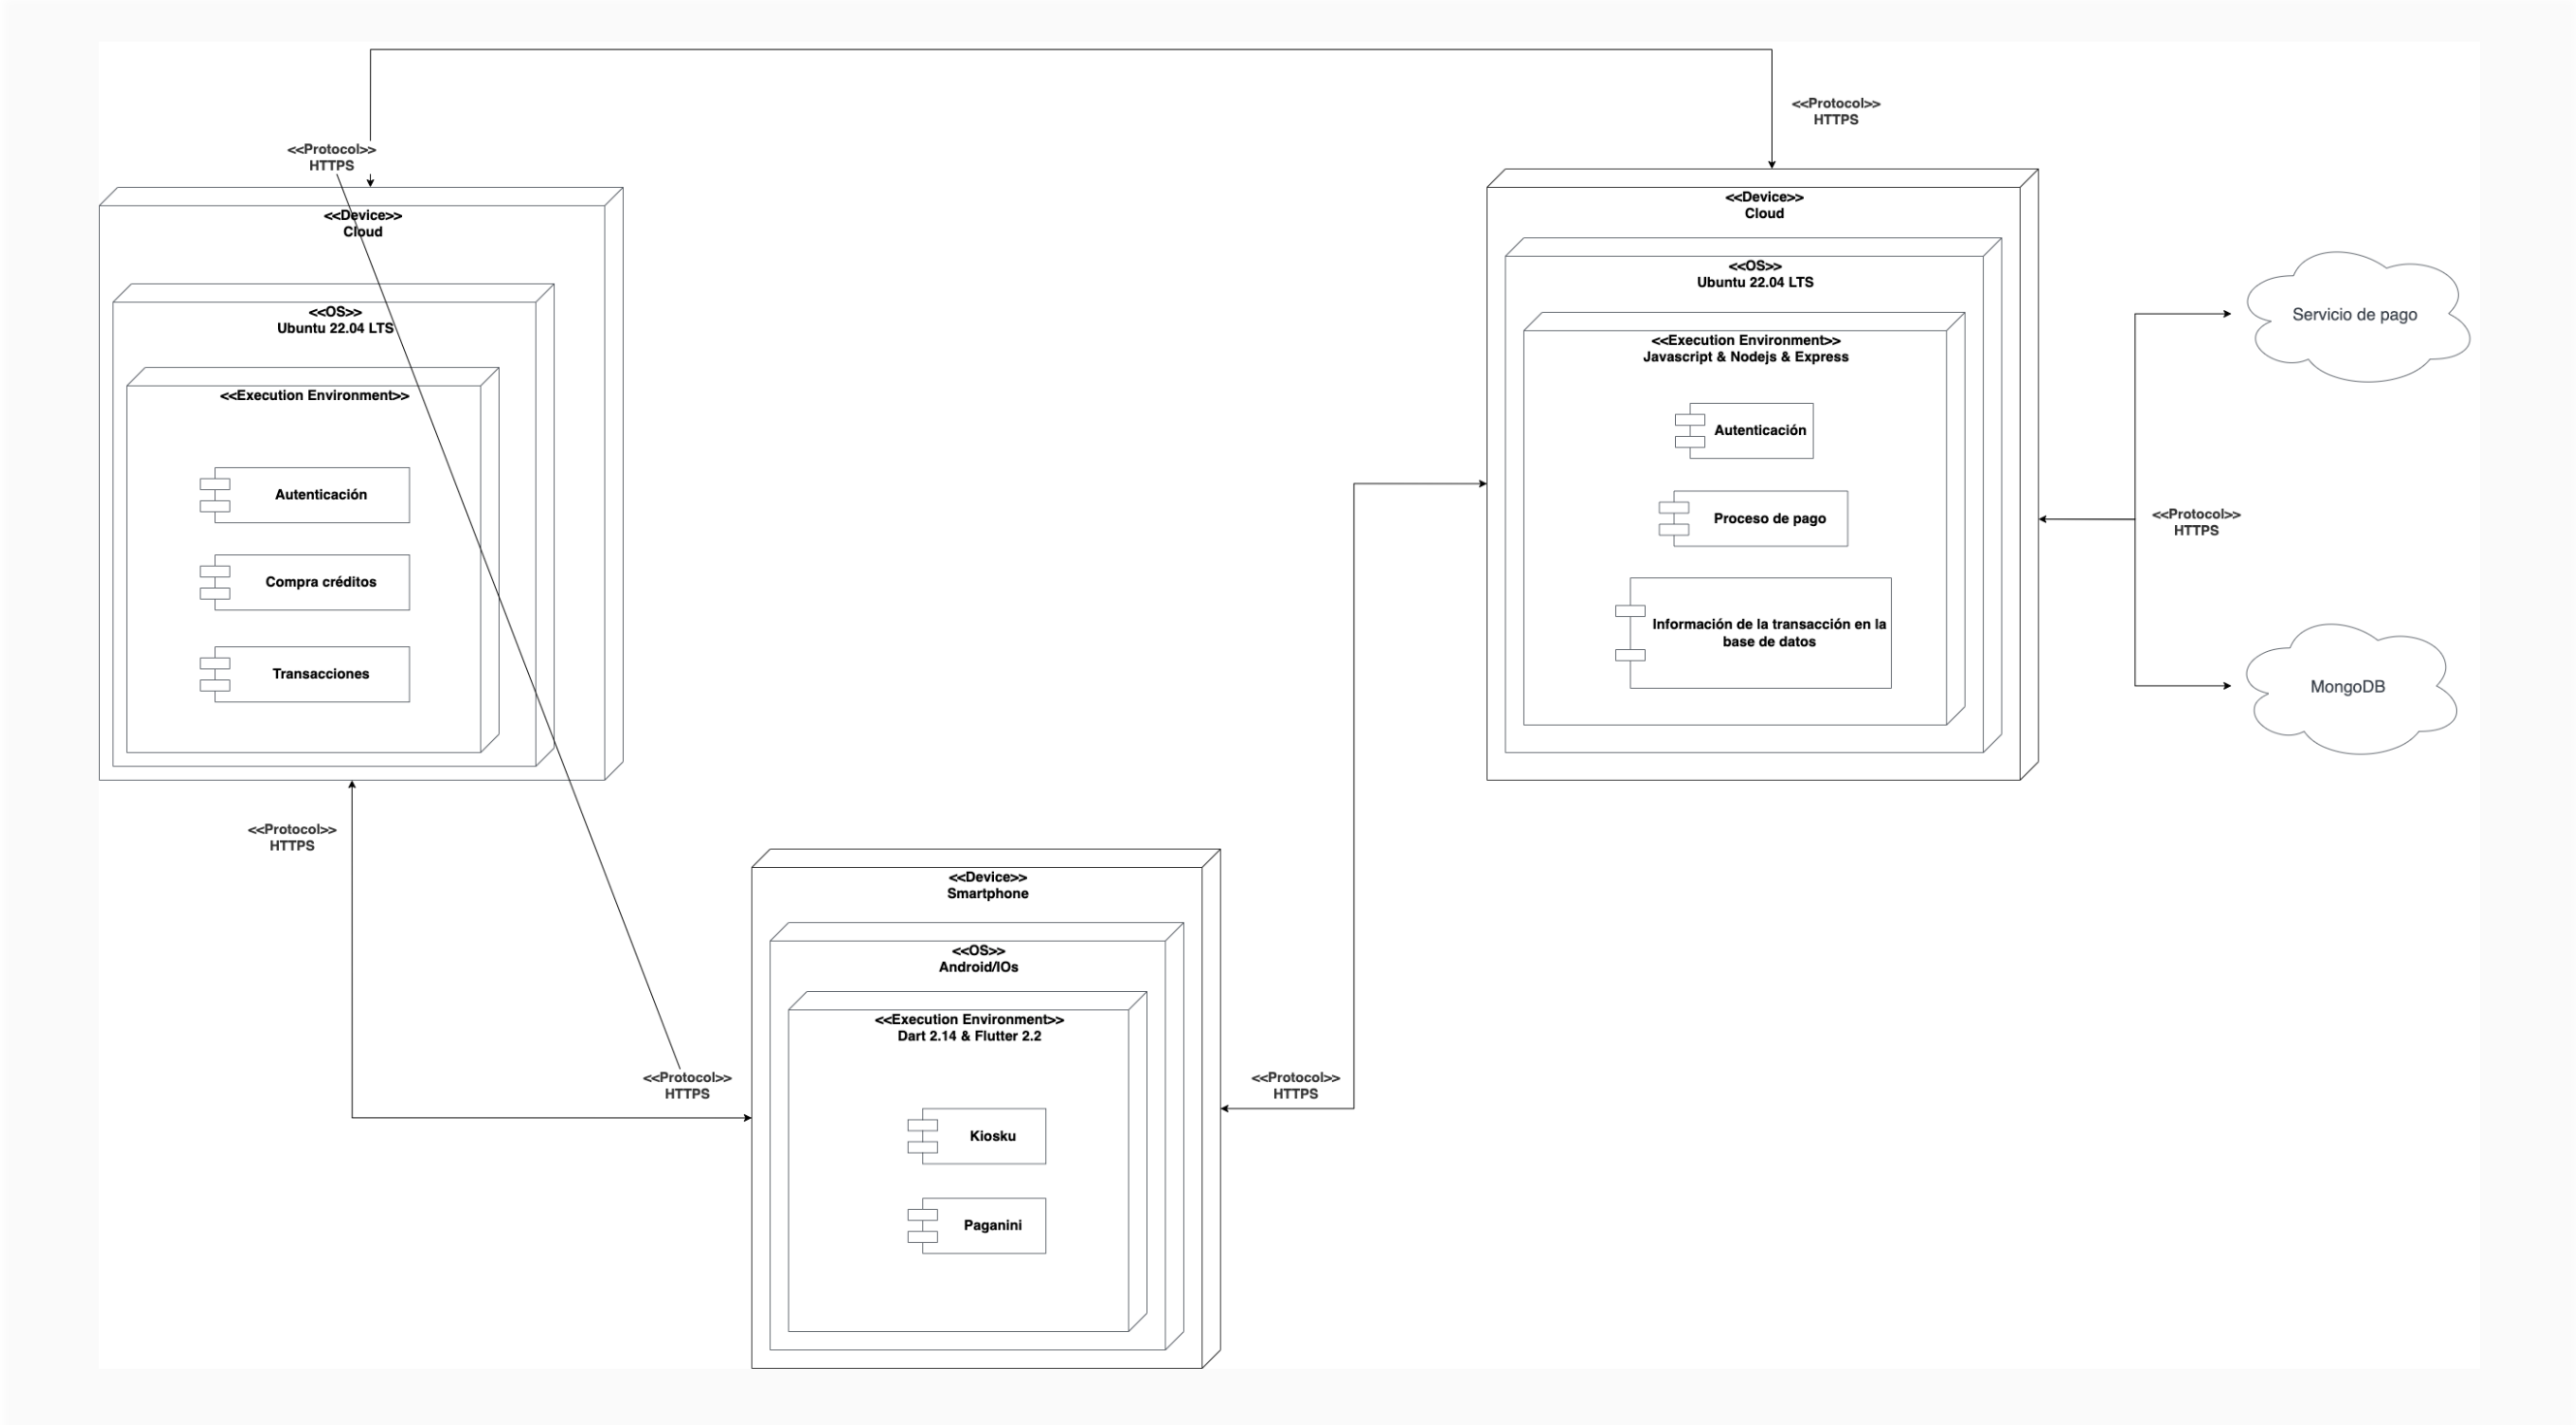 <<Protocol>>
HTTPS
<<Device>>
Cloud
<<OS>>
Ubuntu 22.04 LTS
<<Execution Environment>>
Autenticación
Compra créditos
Transacciones
<<Protocol>>
HTTPS
<<Protocol>>
HTTPS
<<Device>>
Smartphone
<<OS>>
Android/IOs
<<Execution Environment>>
Dart 2.14 & Flutter 2.2
Kiosku
Paganini
<<Protocol>>
HTTPS
<<Protocol>>
HTTPS
<<Device>>
Cloud
<<OS>>
Ubuntu 22.04 LTS
<<Execution Environment>>
Javascript & Nodejs & Express
Autenticación
Proceso de pago
Información de la transacción en la
base de datos
<<Protocol>>
HTTPS
Servicio de pago
MongoDB